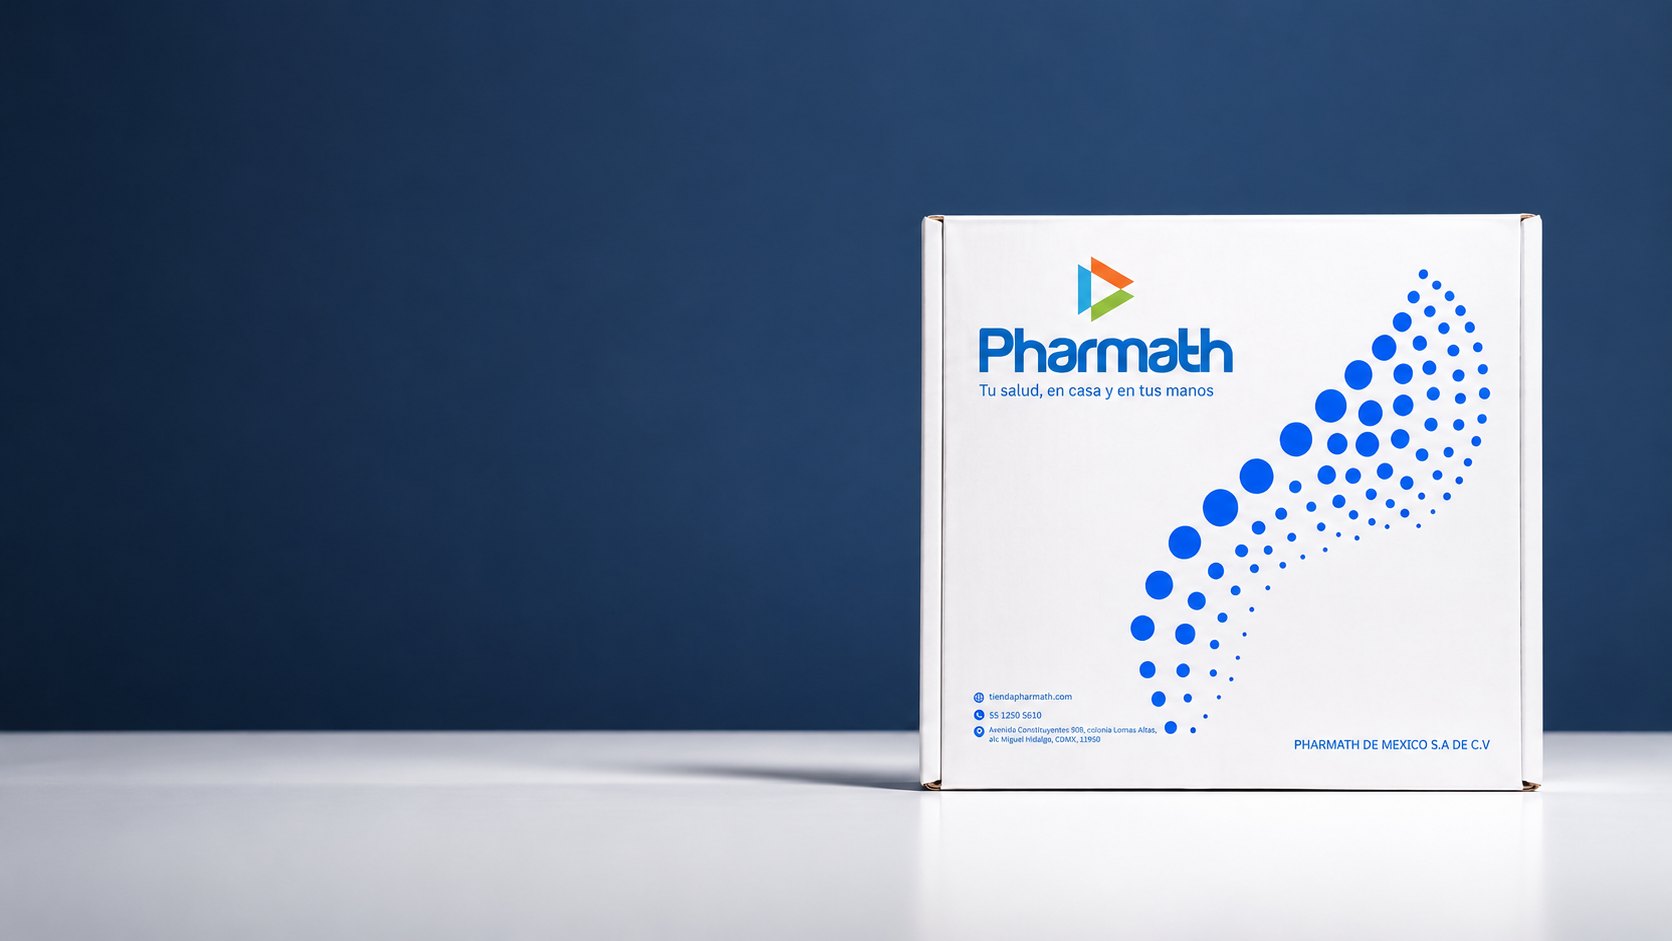 Pharmath
Tu salud, en casa y en tus manos
tiendapharmath.com
55 1250 5610
Avenida Constituyentes 908, colonia Lomas Altas,
alc Miguel Hidalgo, CDMX, 11950
PHARMATH DE MEXICO S.A DE C.V